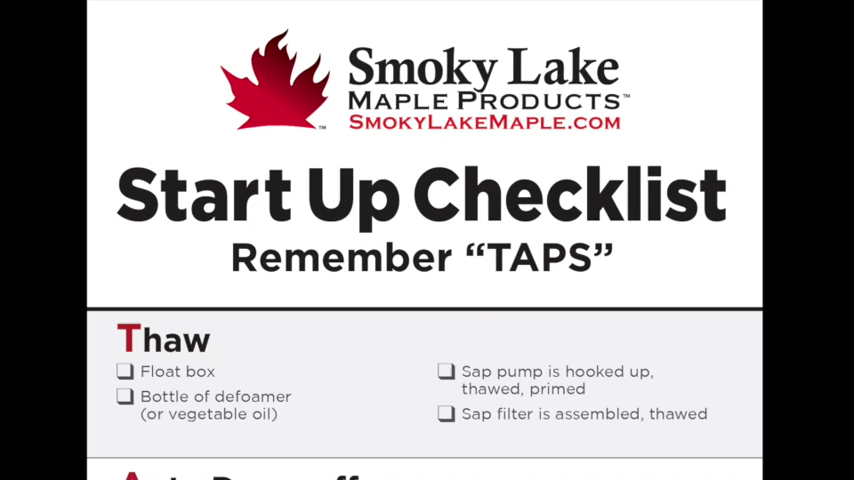 Smoky Lake
MAPLE PRODUCTS™
SMOKYLAKEMAPLE.COM
™
Start Up Checklist
Remember “TAPS”
Thaw
❏ Float box
❏ Bottle of defoamer
(or vegetable oil)
❏ Sap pump is hooked up,
thawed, primed
❏ Sap filter is assembled, thawed